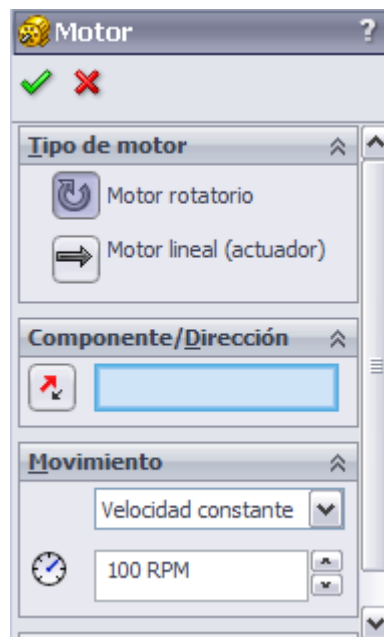 Motor ?
Tipo de motor
Motor rotatorio
Motor lineal (actuador)
Componente/Dirección
Movimiento
Velocidad constante
100 RPM